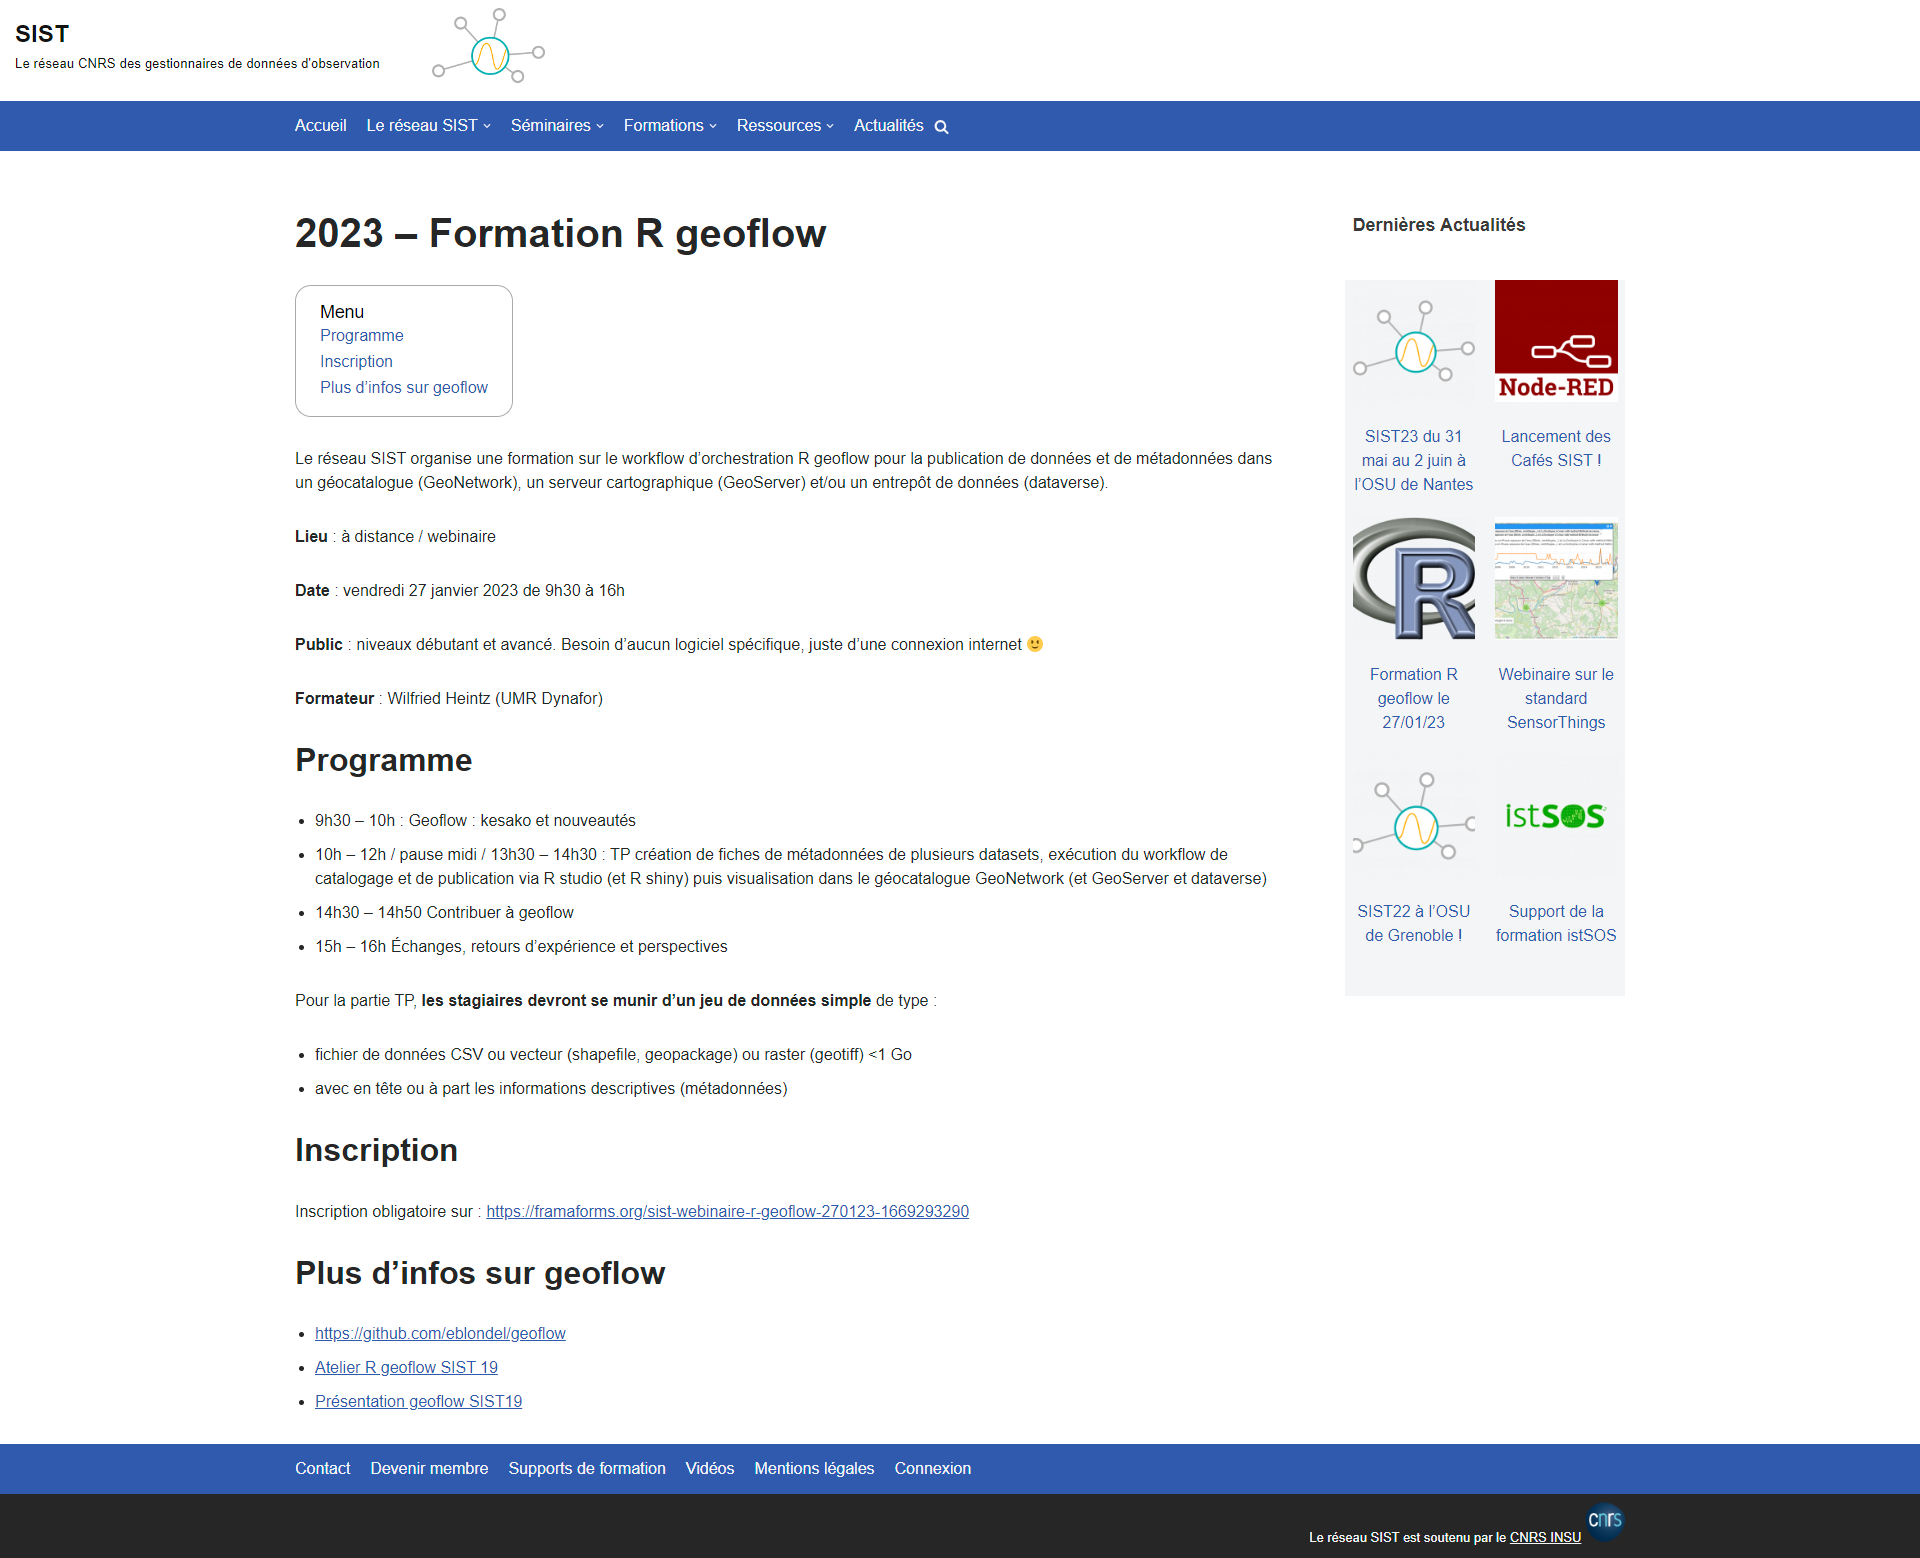 SIST
Le réseau CNRS des gestionnaires de données d'observation
Accueil
Le réseau SIST
Séminaires
Formations
Ressources
Actualités
2023 – Formation R geoflow
Menu
Programme
Inscription
Plus d’infos sur geoflow
Le réseau SIST organise une formation sur le workflow d’orchestration R geoflow pour la publication de données et de métadonnées dans
un géocatalogue (GeoNetwork), un serveur cartographique (GeoServer) et/ou un entrepôt de données (dataverse).
Lieu : à distance / webinaire
Date : vendredi 27 janvier 2023 de 9h30 à 16h
Public : niveaux débutant et avancé. Besoin d’aucun logiciel spécifique, juste d’une connexion internet
Formateur : Wilfried Heintz (UMR Dynafor)
Programme
9h30 – 10h : Geoflow : kesako et nouveautés
10h – 12h / pause midi / 13h30 – 14h30 : TP création de fiches de métadonnées de plusieurs datasets, exécution du workflow de
catalogage et de publication via R studio (et R shiny) puis visualisation dans le géocatalogue GeoNetwork (et GeoServer et dataverse)
14h30 – 14h50 Contribuer à geoflow
15h – 16h Échanges, retours d’expérience et perspectives
Pour la partie TP, les stagiaires devront se munir d’un jeu de données simple de type :
fichier de données CSV ou vecteur (shapefile, geopackage) ou raster (geotiff) <1 Go
avec en tête ou à part les informations descriptives (métadonnées)
Inscription
Inscription obligatoire sur : https://framaforms.org/sist-webinaire-r-geoflow-270123-1669293290
Plus d’infos sur geoflow
https://github.com/eblondel/geoflow
Atelier R geoflow SIST 19
Présentation geoflow SIST19
Dernières Actualités
Node-RED
SIST23 du 31
mai au 2 juin à
l’OSU de Nantes
Lancement des
Cafés SIST !
R
Formation R
geoflow le
27/01/23
Webinaire sur le
standard
SensorThings
istSOS
SIST22 à l’OSU
de Grenoble !
Support de la
formation istSOS
Contact
Devenir membre
Supports de formation
Vidéos
Mentions légales
Connexion
Le réseau SIST est soutenu par le CNRS INSU
cnrs